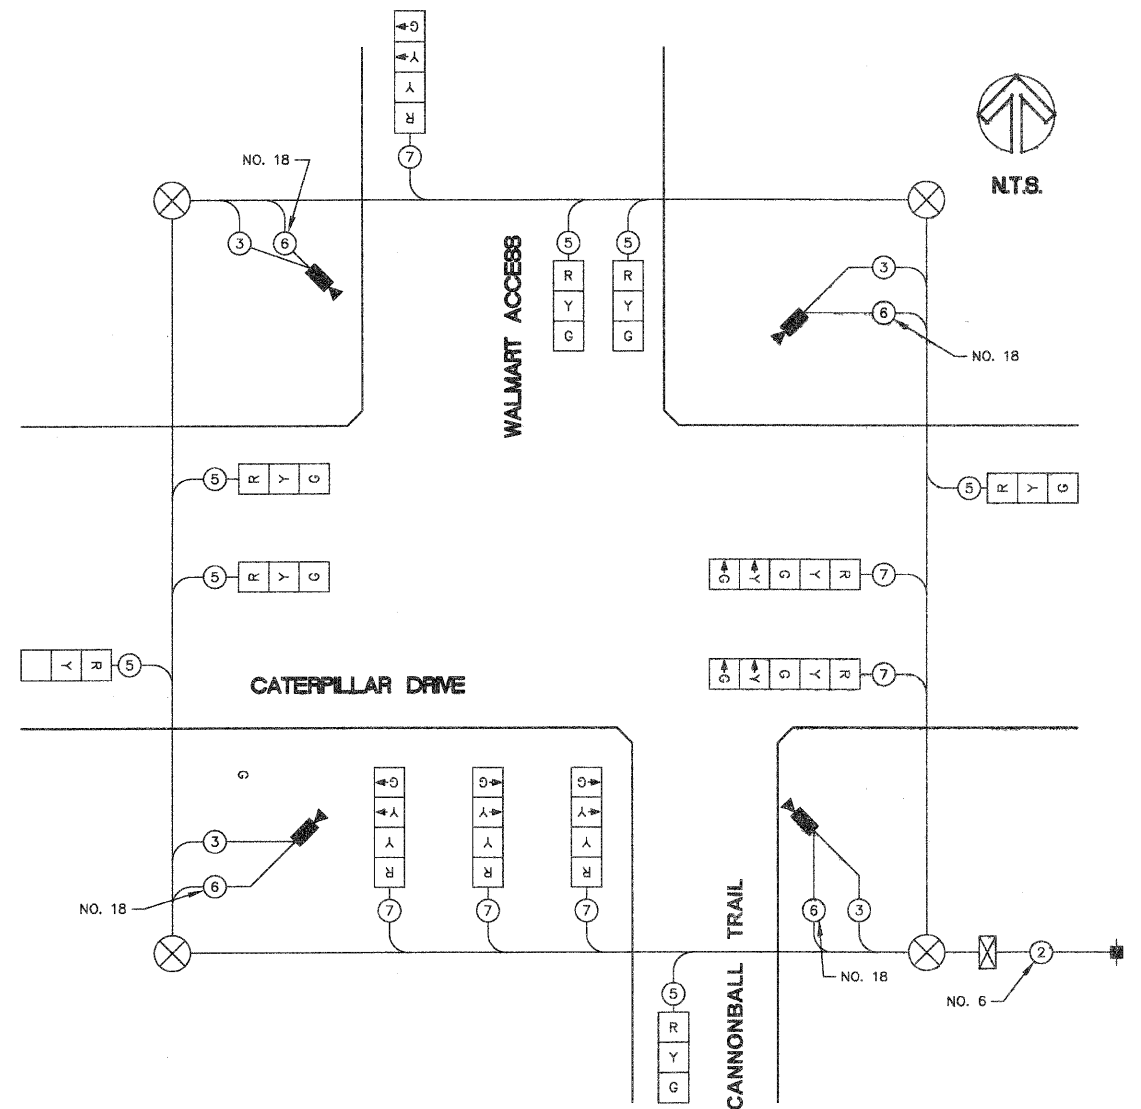 G
Y
Y
R
7
NO. 18
N.T.S.
3
6
5
5
R
R
Y
Y
G
G
WALMART ACCESS
3
6
NO. 18
5
R Y G
5
R Y G
5
R Y G
G Y G Y R
7
Y R
5
G Y G Y R
7
CATERPILLAR DRIVE
G
G
G
G
Y
Y
Y
Y
Y
Y
R
R
R
3
6
NO. 18
7
7
7
6
3
NO. 18
CANNONBALL TRAIL
2
NO. 6
5
R
Y
G